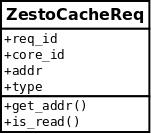 ZestoCacheReq
+req_id
+core_id
+addr
+type
+get_addr()
+is_read()